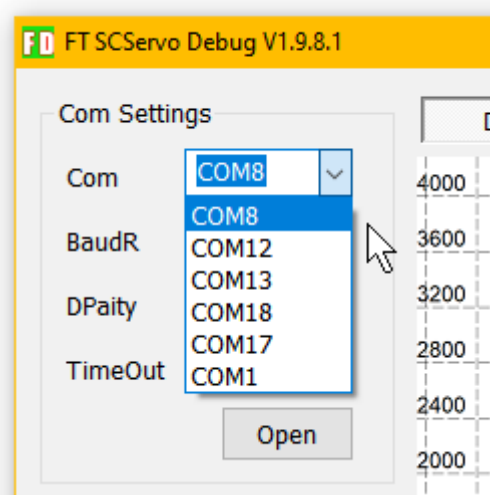 FD FT SCServo Debug V1.9.8.1
Com Settings
D
Com COM8
COM8
COM12
COM13
COM18
COM17
COM1
BaudR
DPaity
TimeOut
Open
4000
3600
3200
2800
2400
2000